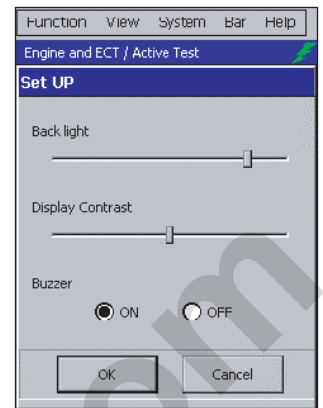 Function View System Bar Help
Engine and ECT / Active Test
Set UP
Back light
Display Contrast
Buzzer
ON OFF
OK Cancel